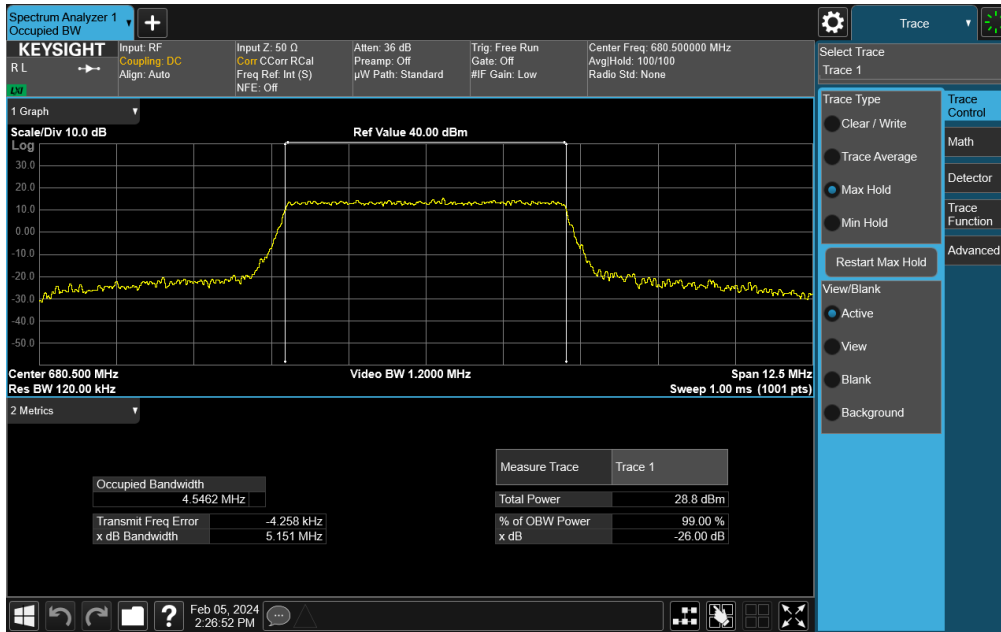 Spectrum Analyzer 1
Occupied BW
Trace
KEYSIGHT
R L
LXI
Input: RF
Coupling: DC
Align: Auto
Input Z: 50 Ω
Corr CCorr RCal
Freq Ref: Int (S)
NFE: Off
Atten: 36 dB
Preamp: Off
µW Path: Standard
Trig: Free Run
Gate: Off
#IF Gain: Low
Center Freq: 680.500000 MHz
Avg|Hold: 100/100
Radio Std: None
Select Trace
Trace 1
1 Graph
Scale/Div 10.0 dB
Ref Value 40.00 dBm
Log
30.0
20.0
10.0
0.00
-10.0
-20.0
-30.0
-40.0
-50.0
Center 680.500 MHz
Video BW 1.2000 MHz
Span 12.5 MHz
Res BW 120.00 kHz
Sweep 1.00 ms (1001 pts)
Trace Type
Clear / Write
Trace Average
Max Hold
Min Hold
Restart Max Hold
View/Blank
Active
View
Blank
Background
Trace
Control
Math
Detector
Trace
Function
Advanced
2 Metrics
Occupied Bandwidth
4.5462 MHz
Transmit Freq Error -4.258 kHz
x dB Bandwidth 5.151 MHz
Measure Trace Trace 1
Total Power 28.8 dBm
% of OBW Power 99.00 %
x dB -26.00 dB
?
Feb 05, 2024
2:26:52 PM